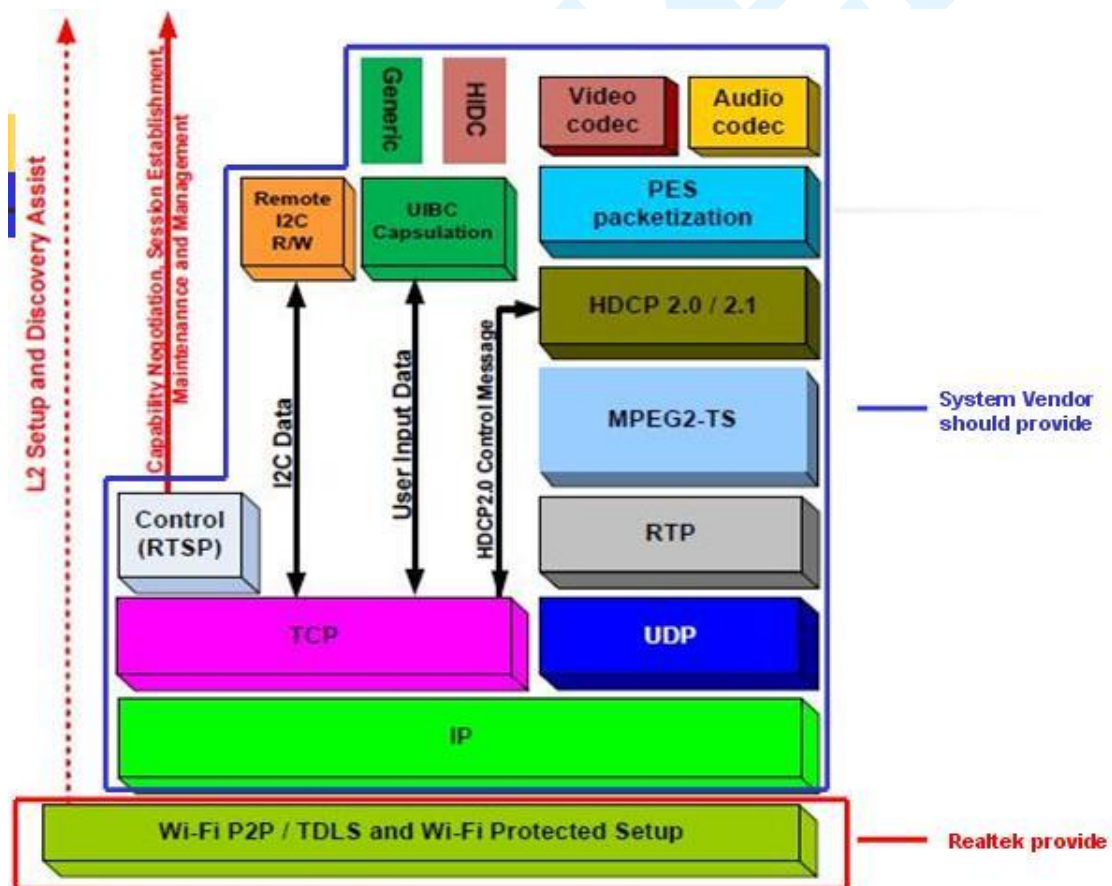 L2 Setup and Discovery Assist
Capability Negotiation, Session Establishment,
Maintenannce and Management
Generic
HIDC
Video
codec
Audio
codec
Remote
I2C
R/W
UIBC
Capsulation
PES
packetization
HDCP 2.0 / 2.1
I2C Data
User Input Data
HDCP2.0 Control Message
MPEG2-TS
System Vendor
should provide
Control
(RTSP)
RTP
TCP
UDP
IP
Wi-Fi P2P / TDLS and Wi-Fi Protected Setup
Realtek provide